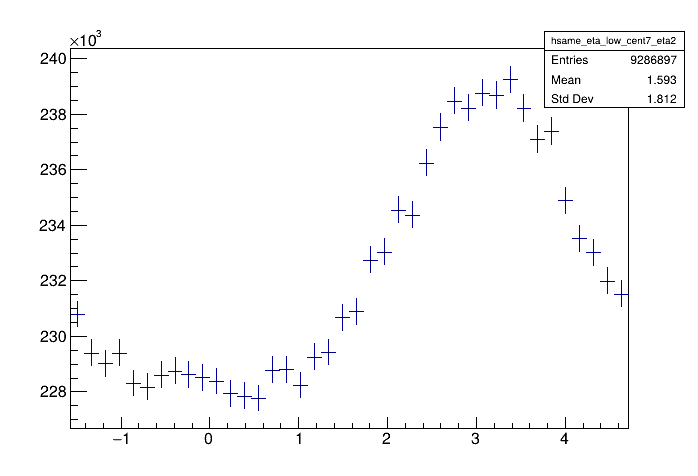 ×10³
hsame_eta_low_cent7_eta2
Entries 9286897
Mean 1.593
Std Dev 1.812
240
238
236
234
232
230
228
−1 0 1 2 3 4